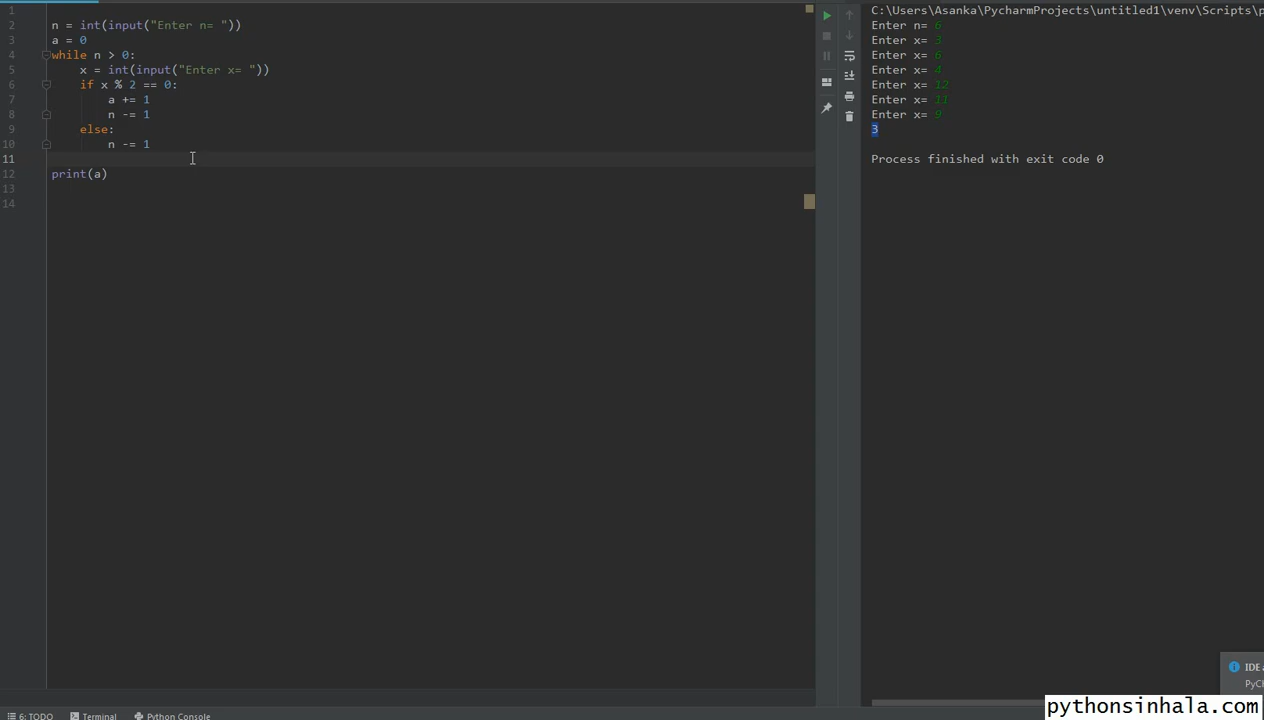 1
2 n = int(input("Enter n= "))
3 a = 0
4 while n > 0:
5     x = int(input("Enter x= "))
6     if x % 2 == 0:
7         a += 1
8         n -= 1
9     else:
10         n -= 1
11
12 print(a)
13
14
C:\Users\Asanka\PycharmProjects\untitled1\venv\Scripts\p
Enter n= 6
Enter x= 3
Enter x= 6
Enter x= 4
Enter x= 12
Enter x= 11
Enter x= 9
3
Process finished with exit code 0
IDE
PyC
pythonsinhala.com
6: TODO Terminal Python Console